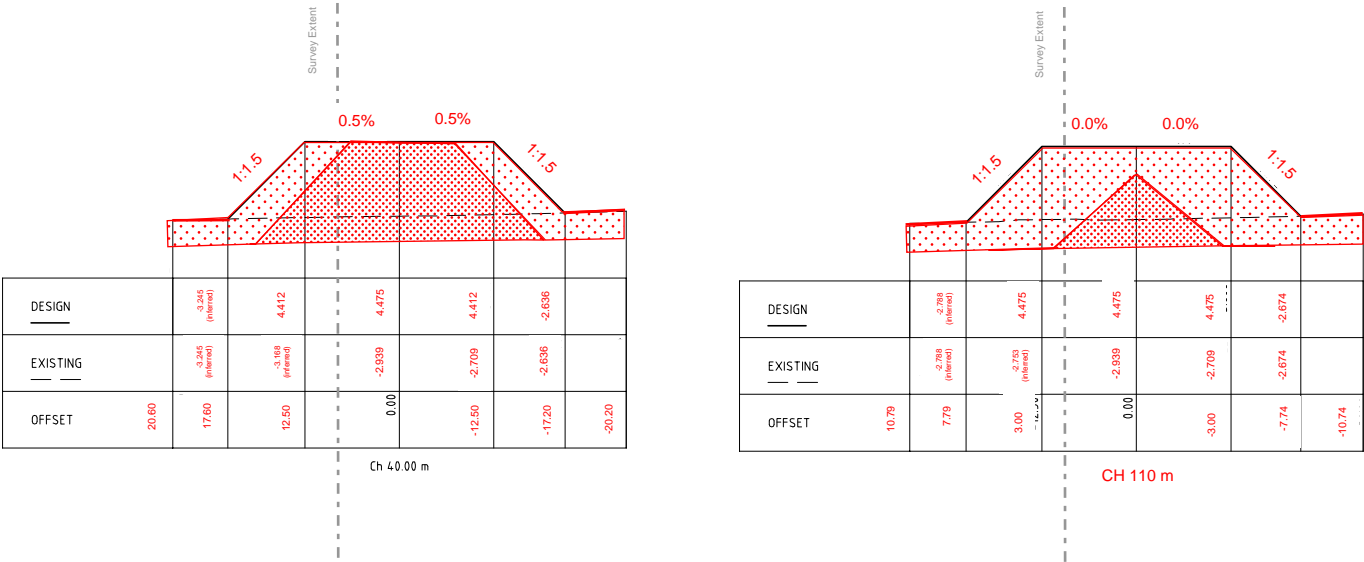 Survey Extent
0.5%
0.5%
1:1.5
1:1.5
DESIGN
-3.245
(inferred)
4.412
4.475
4.412
-2.636
EXISTING
-3.245
(inferred)
-3.168
(inferred)
-2.939
-2.709
-2.636
OFFSET
20.60
17.60
12.50
0.00
-12.50
-17.20
-20.20
Ch 40.00 m
Survey Extent
0.0%
0.0%
1:1.5
1:1.5
DESIGN
-2.788
(inferred)
4.475
4.475
4.475
-2.674
EXISTING
-2.788
(inferred)
-2.753
(inferred)
-2.939
-2.709
-2.674
OFFSET
10.79
7.79
3.00
0.00
-3.00
-7.74
-10.74
CH 110 m